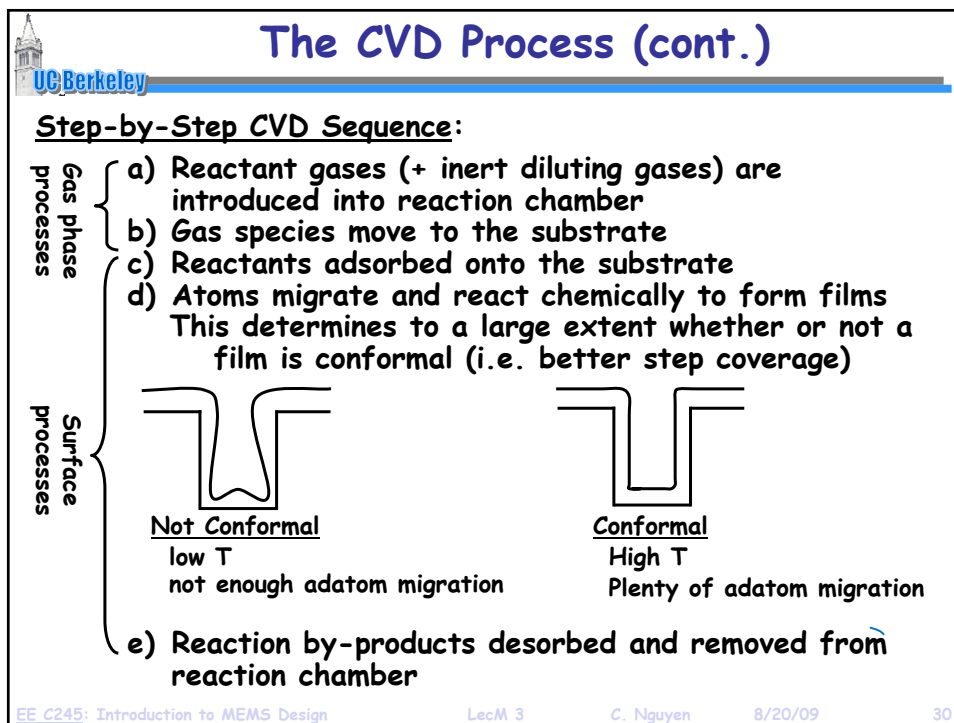 The CVD Process (cont.)
UC Berkeley
Step-by-Step CVD Sequence:
Gas phase
processes
a) Reactant gases (+ inert diluting gases) are
introduced into reaction chamber
b) Gas species move to the substrate
c) Reactants adsorbed onto the substrate
d) Atoms migrate and react chemically to form films
This determines to a large extent whether or not a
film is conformal (i.e. better step coverage)
Surface
processes
Not Conformal
low T
not enough adatom migration
Conformal
High T
Plenty of adatom migration
e) Reaction by-products desorbed and removed from
reaction chamber
EE C245: Introduction to MEMS Design LecM 3 C. Nguyen 8/20/09 30